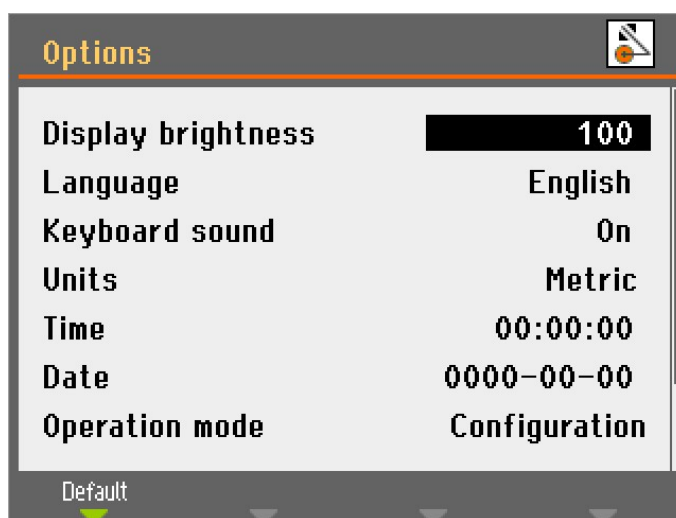 Options
Display brightness 100
Language English
Keyboard sound On
Units Metric
Time 00:00:00
Date 0000-00-00
Operation mode Configuration
Default